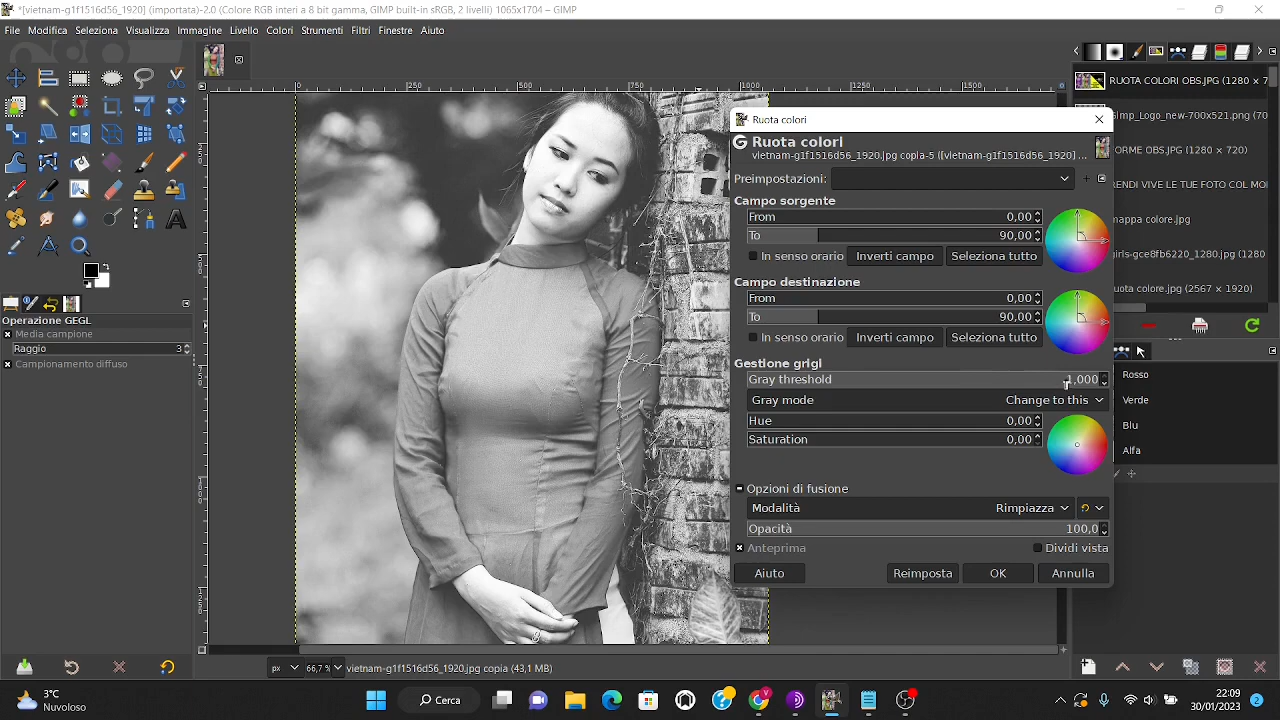 *[vietnam-g1f1516d56_1920] (importata)-2.0 (Colore RGB interi a 8 bit gamma, GIMP built-in sRGB, 2 livelli) 1065x1704 – GIMP
File Modifica Seleziona Visualizza Immagine Livello Colori Strumenti Filtri Finestre Aiuto
0 250 500 750 1000 1250 1500
RUOTA COLORI OBS.JPG (1280 × 7
Ruota colori
Gimp_Logo_new-700x521.png (70
Ruota colori
vietnam-g1f1516d56_1920.jpg copia-5 ([vietnam-g1f1516d56_1920] ...
ORME OBS.JPG (1280 × 720)
Preimpostazioni:
RENDI VIVE LE TUE FOTO COL MO
Campo sorgente
From 0,00
mappa colore.jpg
To 90,00
In senso orario Inverti campo Seleziona tutto
girls-gce8fb6220_1280.jpg (1280
Campo destinazione
ruota colore.jpg (2567 × 1920)
From 0,00
To 90,00
Operazione GEGL
Media campione
Raggio 3
In senso orario Inverti campo Seleziona tutto
Campionamento diffuso
Gestione grigi
Gray threshold 1,000
Rosso
Gray mode Change to this
Verde
Hue 0,00
Blu
Saturation 0,00
Alfa
Opzioni di fusione
Modalità Rimpiazza
Opacità 100,0
Anteprima Dividi vista
Aiuto Reimposta OK Annulla
px 66,7 % vietnam-g1f1516d56_1920.jpg copia (43,1 MB)
3°C
Nuvoloso
Cerca
22:09
30/01/2023
2